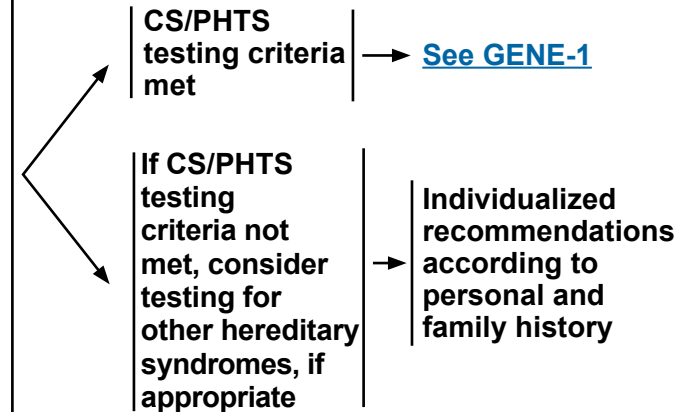 CS/PHTS
testing criteria
met
See GENE-1
If CS/PHTS
testing
criteria not
met, consider
testing for
other hereditary
syndromes, if
appropriate
Individualized
recommendations
according to
personal and
family history